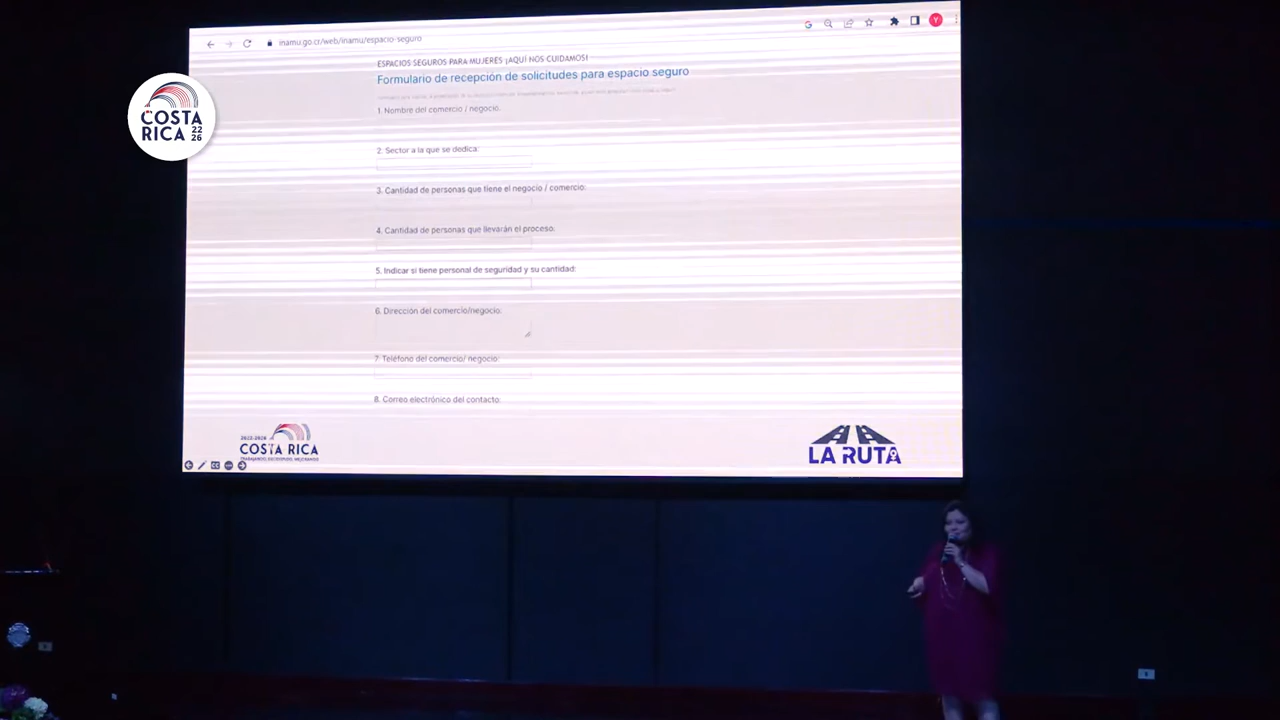 inamu.go.cr/web/inamu/espacio-seguro
Y
ESPACIOS SEGUROS PARA MUJERES ¡AQUÍ NOS CUIDAMOS!
Formulario de recepción de solicitudes para espacio seguro
1. Nombre del comercio / negocio:
2. Sector a la que se dedica:
3. Cantidad de personas que tiene el negocio / comercio:
4. Cantidad de personas que llevarán el proceso:
5. Indicar si tiene personal de seguridad y su cantidad:
6. Dirección del comercio/negocio:
7. Teléfono del comercio/ negocio:
8. Correo electrónico del contacto:
COSTA
RICA 22
26
2022-2026
COSTA RICA
LA RUTA